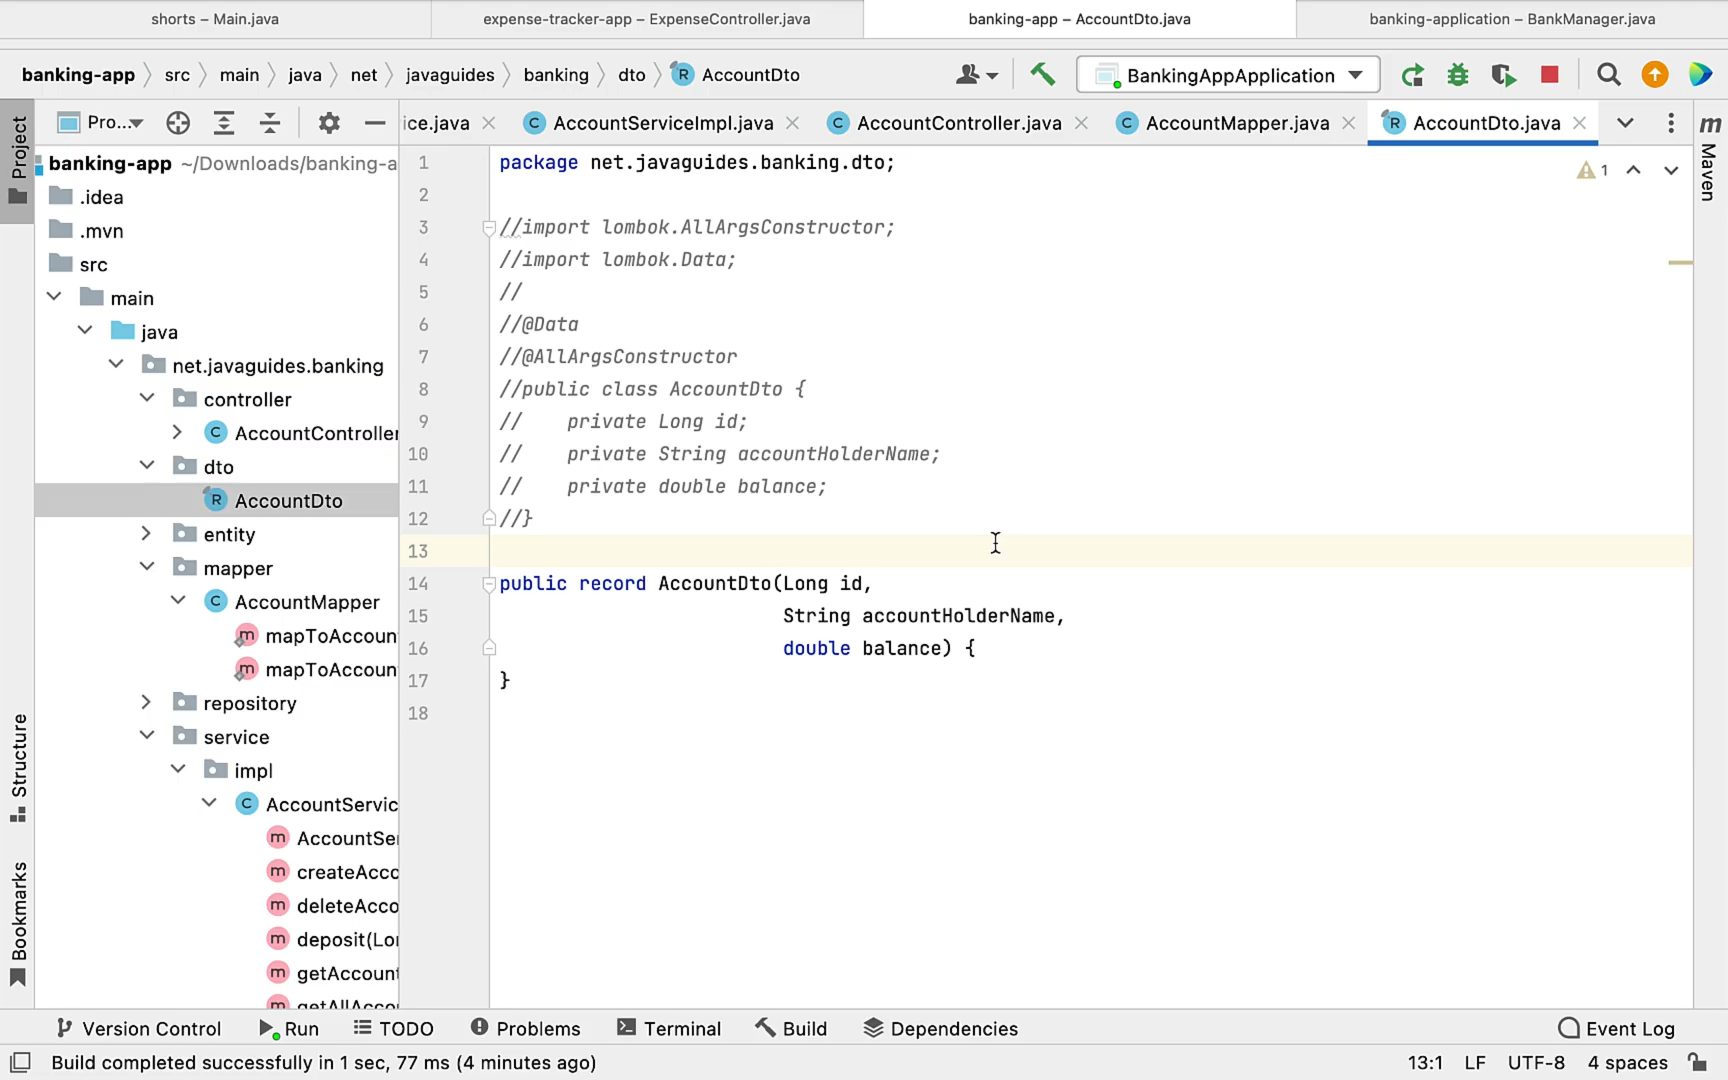 shorts – Main.java
expense-tracker-app – ExpenseController.java
banking-app – AccountDto.java
banking-application – BankManager.java
banking-app
src
main
java
net
javaguides
banking
dto
R
AccountDto
BankingAppApplication
Pro...
ice.java
C
AccountServiceImpl.java
C
AccountController.java
C
AccountMapper.java
R
AccountDto.java
m
Maven
Project
Structure
Bookmarks
banking-app ~/Downloads/banking-a
.idea
.mvn
src
main
java
net.javaguides.banking
controller
C
AccountController
dto
R
AccountDto
entity
mapper
C
AccountMapper
m
mapToAccoun
m
mapToAccoun
repository
service
impl
C
AccountServic
m
AccountSe
m
createAcco
m
deleteAcco
m
deposit(Lo
m
getAccount
m
getAllAcco
1
1 package net.javaguides.banking.dto;
2
3 //import lombok.AllArgsConstructor;
4 //import lombok.Data;
5 //
6 //@Data
7 //@AllArgsConstructor
8 //public class AccountDto {
9 //    private Long id;
10 //    private String accountHolderName;
11 //    private double balance;
12 //}
13
14 public record AccountDto(Long id,
15                         String accountHolderName,
16                         double balance) {
17 }
18
Version Control
Run
TODO
Problems
Terminal
Build
Dependencies
Event Log
Build completed successfully in 1 sec, 77 ms (4 minutes ago)
13:1
LF
UTF-8
4 spaces